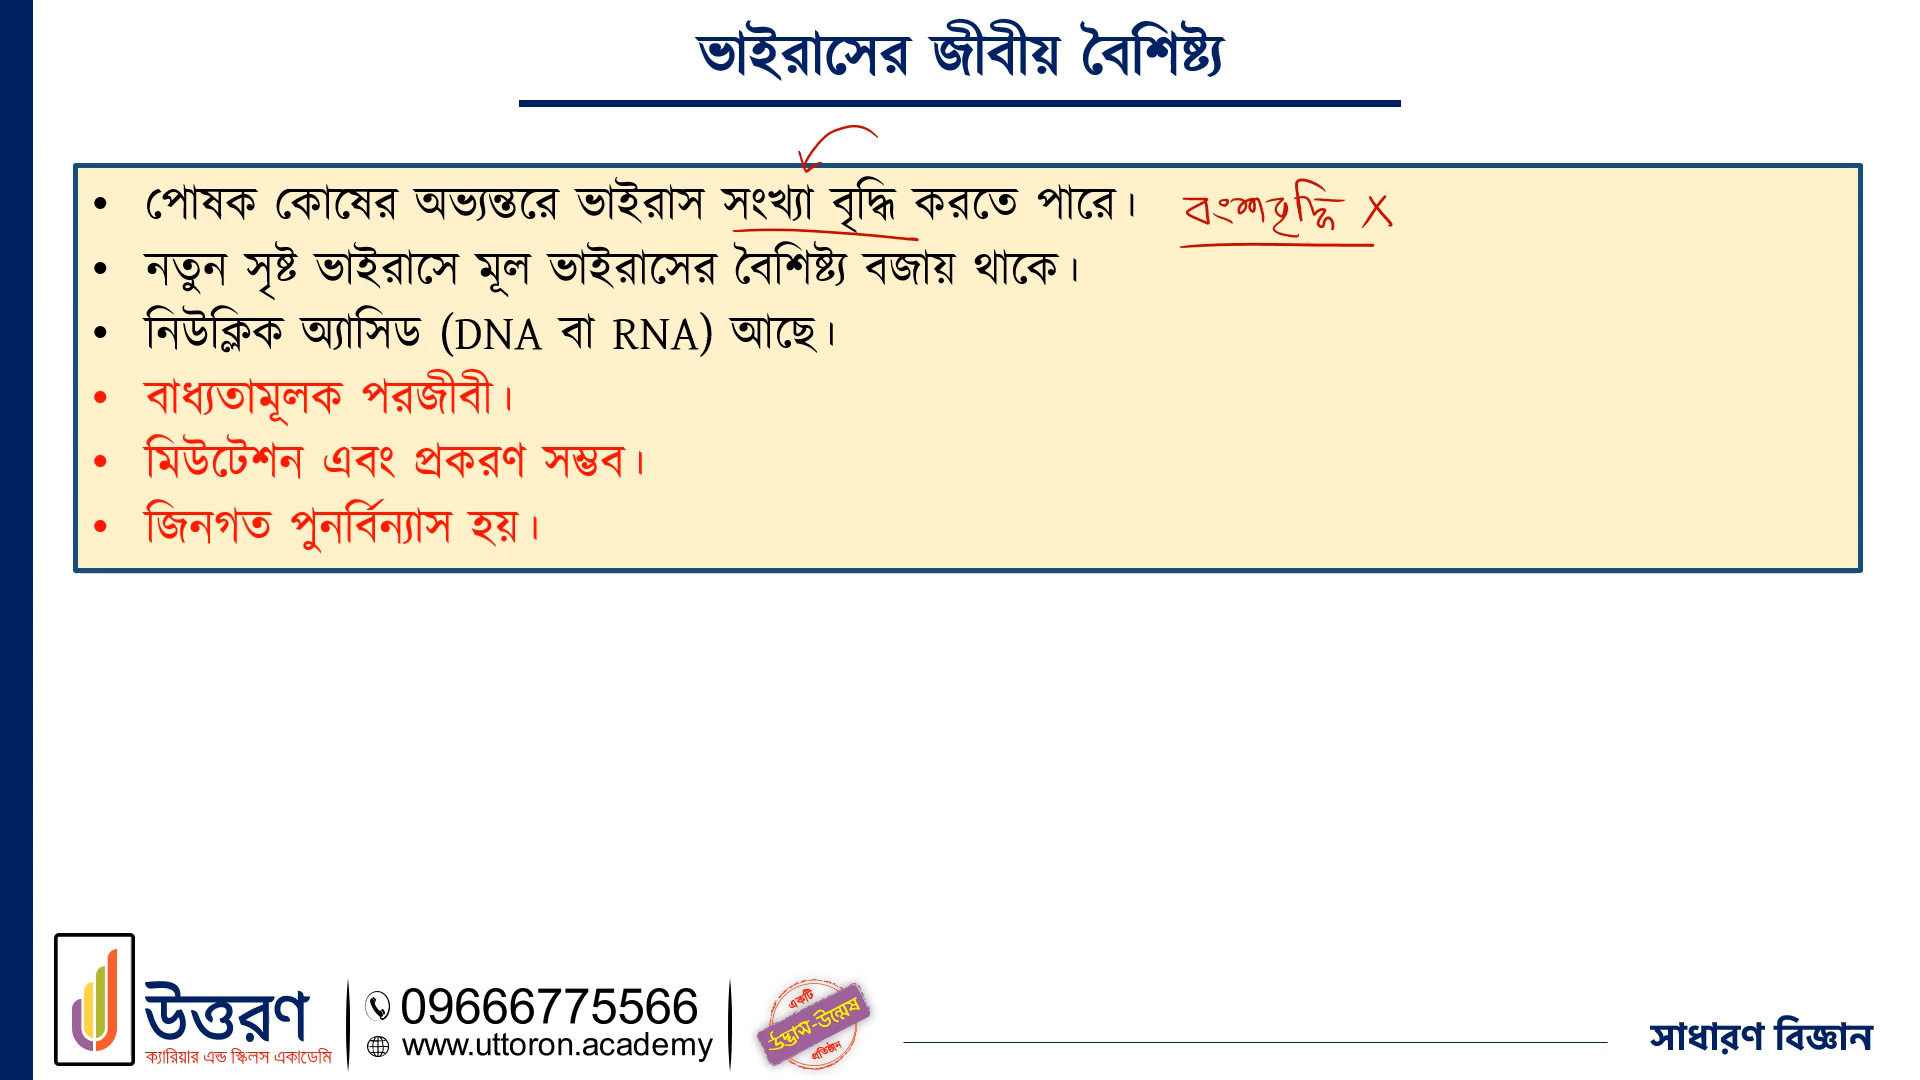 ভাইরাসের জীবীয় বৈশিষ্ট্য
• পোষক কোষের অভ্যন্তরে ভাইরাস সংখ্যা বৃদ্ধি করতে পারে। বংশবৃদ্ধি X
• নতুন সৃষ্ট ভাইরাসে মূল ভাইরাসের বৈশিষ্ট্য বজায় থাকে।
• নিউক্লিক অ্যাসিড (DNA বা RNA) আছে।
• বাধ্যতামূলক পরজীবী।
• মিউটেশন এবং প্রকরণ সম্ভব।
• জিনগত পুনর্বিন্যাস হয়।
উত্তরণ
ক্যারিয়ার এন্ড স্কিলস একাডেমি
09666775566
www.uttoron.academy
একটি
উদ্ভাস-উন্মেষ
প্রতিষ্ঠান
সাধারণ বিজ্ঞান